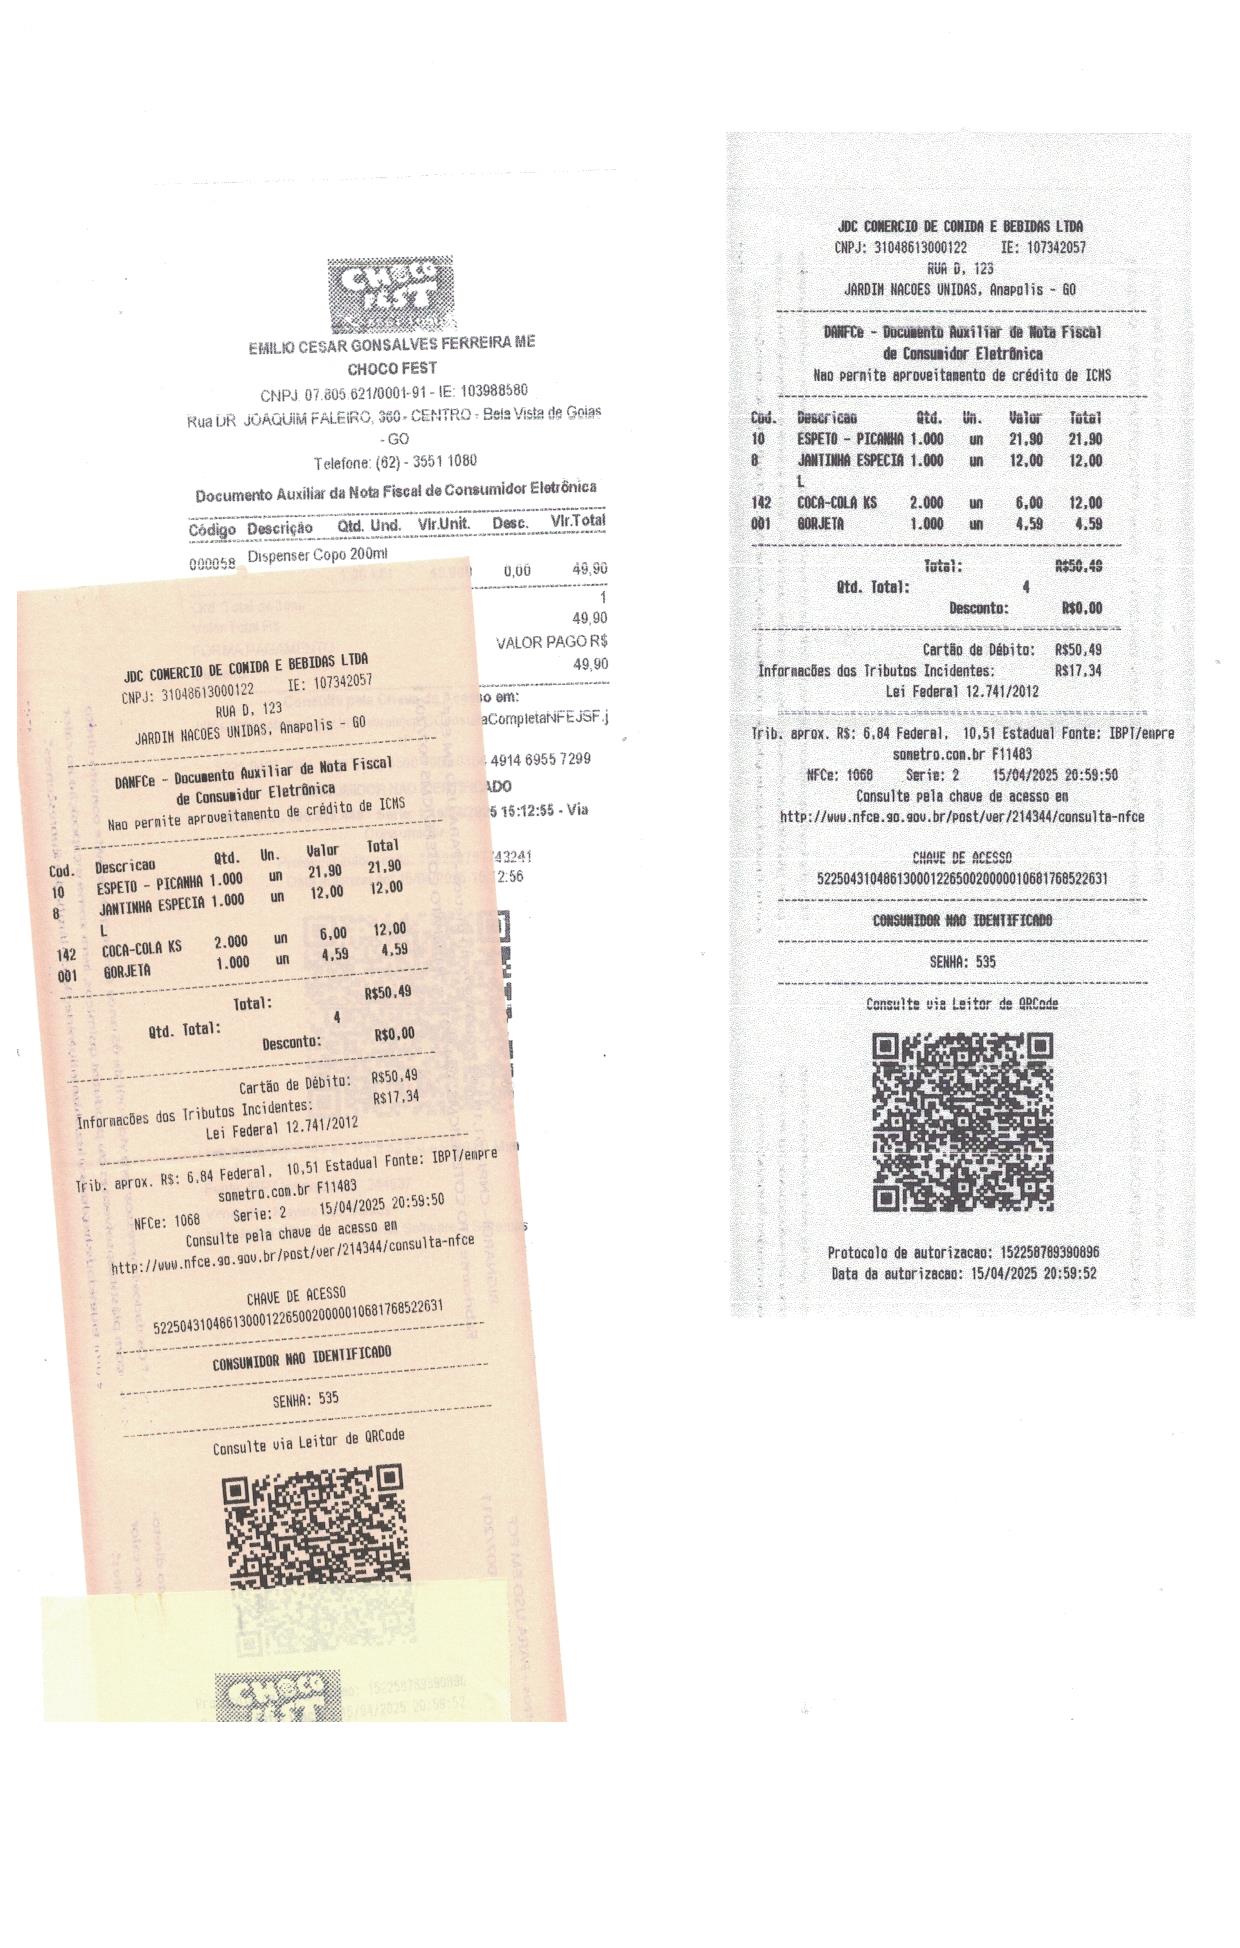 CHOCO
FEST
EMILIO CESAR GONSALVES FERREIRA ME
CHOCO FEST
CNPJ 07.805.621/0001-91 - IE: 103988580
Rua DR JOAQUIM FALEIRO, 360 - CENTRO - Bela Vista de Goias
- GO
Telefone: (62) - 3551 1080
Documento Auxiliar da Nota Fiscal de Consumidor Eletrônica
Código Descrição Qtd. Und. Vlr.Unit. Desc. Vlr.Total
000058 Dispenser Copo 200ml
0,00 49,90
1
49,90
VALOR PAGO R$
49,90
so em:
aCompletaNFEJSF.j
4914 6955 7299
ADO
5 15:12:55 - Via
743241
12:56
JDC COMERCIO DE COMIDA E BEBIDAS LTDA
CNPJ: 31048613000122 IE: 107342057
RUA D, 123
JARDIM NACOES UNIDAS, Anapolis - GO
DANFCe - Documento Auxiliar de Nota Fiscal
de Consumidor Eletrônica
Nao permite aproveitamento de crédito de ICMS
Cod. Descricao Qtd. Un. Valor Total
10 ESPETO - PICANHA 1.000 un 21,90 21,90
8 JANTINHA ESPECIA 1.000 un 12,00 12,00
L
142 COCA-COLA KS 2.000 un 6,00 12,00
001 GORJETA 1.000 un 4,59 4,59
Total: R$50,49
Qtd. Total: 4
Desconto: R$0,00
Cartão de Débito: R$50,49
Informacões dos Tributos Incidentes: R$17,34
Lei Federal 12.741/2012
Trib. aprox. R$: 6,84 Federal, 10,51 Estadual Fonte: IBPT/empre
sometro.com.br F11483
NFCe: 1068 Serie: 2 15/04/2025 20:59:50
Consulte pela chave de acesso em
http://www.nfce.go.gov.br/post/ver/214344/consulta-nfce
CHAVE DE ACESSO
52250431048613000122650020000010681768522631
CONSUMIDOR NAO IDENTIFICADO
SENHA: 535
Consulte via Leitor de QRCode
152258789390896
15/04/2025 20:59:52
CHOCO
FEST
JDC COMERCIO DE COMIDA E BEBIDAS LTDA
CNPJ: 31048613000122 IE: 107342057
RUA D, 123
JARDIM NACOES UNIDAS, Anapolis - GO
DANFCe - Documento Auxiliar de Nota Fiscal
de Consumidor Eletrônica
Nao permite aproveitamento de crédito de ICMS
Cod. Descricao Qtd. Un. Valor Total
10 ESPETO - PICANHA 1.000 un 21,90 21,90
8 JANTINHA ESPECIA 1.000 un 12,00 12,00
L
142 COCA-COLA KS 2.000 un 6,00 12,00
001 GORJETA 1.000 un 4,59 4,59
Total: R$50,49
Qtd. Total: 4
Desconto: R$0,00
Cartão de Débito: R$50,49
Informacões dos Tributos Incidentes: R$17,34
Lei Federal 12.741/2012
Trib. aprox. R$: 6,84 Federal, 10,51 Estadual Fonte: IBPT/empre
sometro.com.br F11483
NFCe: 1068 Serie: 2 15/04/2025 20:59:50
Consulte pela chave de acesso em
http://www.nfce.go.gov.br/post/ver/214344/consulta-nfce
CHAVE DE ACESSO
52250431048613000122650020000010681768522631
CONSUMIDOR NAO IDENTIFICADO
SENHA: 535
Consulte via Leitor de QRCode
Protocolo de autorizacao: 152258789390896
Data da autorizacao: 15/04/2025 20:59:52